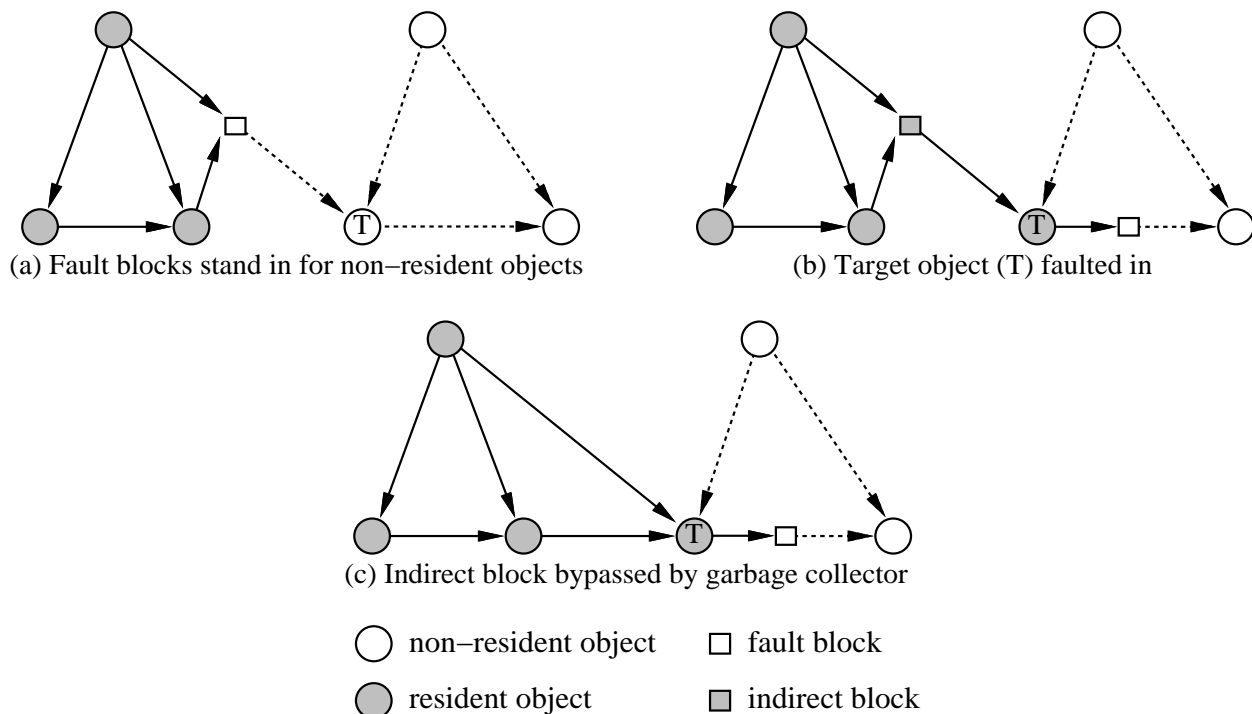 T
(a) Fault blocks stand in for non−resident objects
T
(b) Target object (T) faulted in
T
(c) Indirect block bypassed by garbage collector
non−resident object
fault block
resident object
indirect block